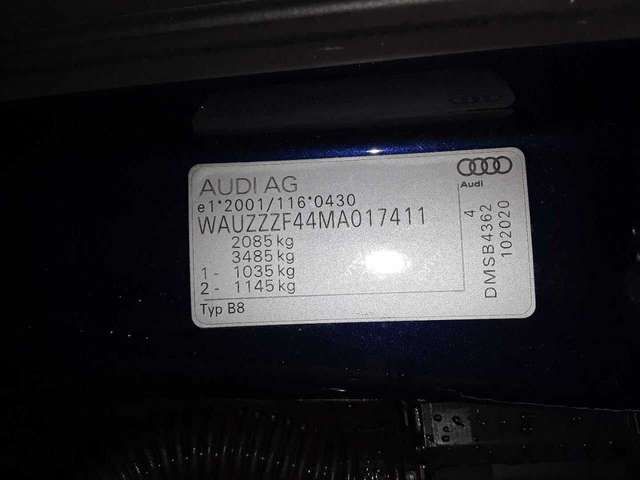 AUDI AG
e1*2001/116*0430
WAUZZZF44MA017411
2085 kg
3485 kg
1 - 1035 kg
2 - 1145 kg
Typ B8
Audi
4
DMSB4362
102020